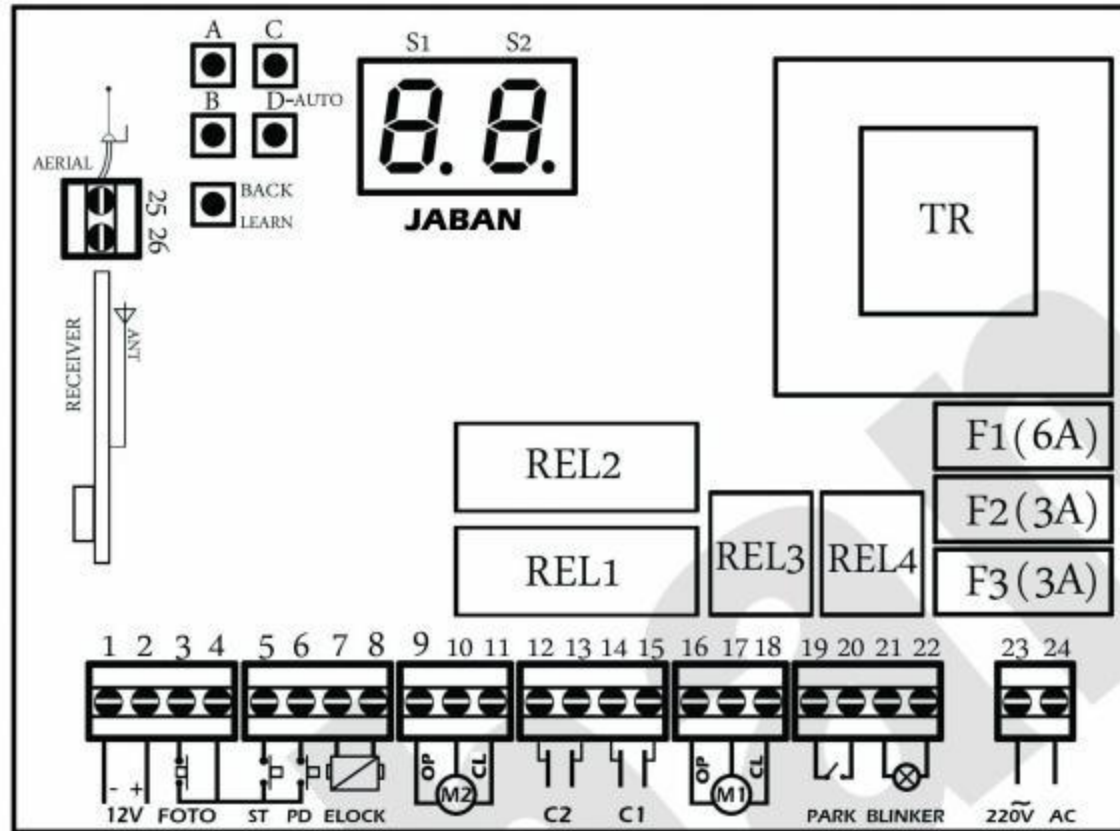 A C
S1 S2
B D-AUTO
8. 8.
AERIAL
BACK
LEARN
25 26
JABAN
TR
RECEIVER
ANT
F1(6A)
REL2
F2(3A)
REL1
REL3 REL4
F3(3A)
1 2 3 4 5 6 7 8 9 10 11 12 13 14 15 16 17 18 19 20 21 22 23 24
OP CL OP CL
- + M2 M1
12V FOTO ST PD ELOCK C2 C1 PARK BLINKER 220V ~ AC